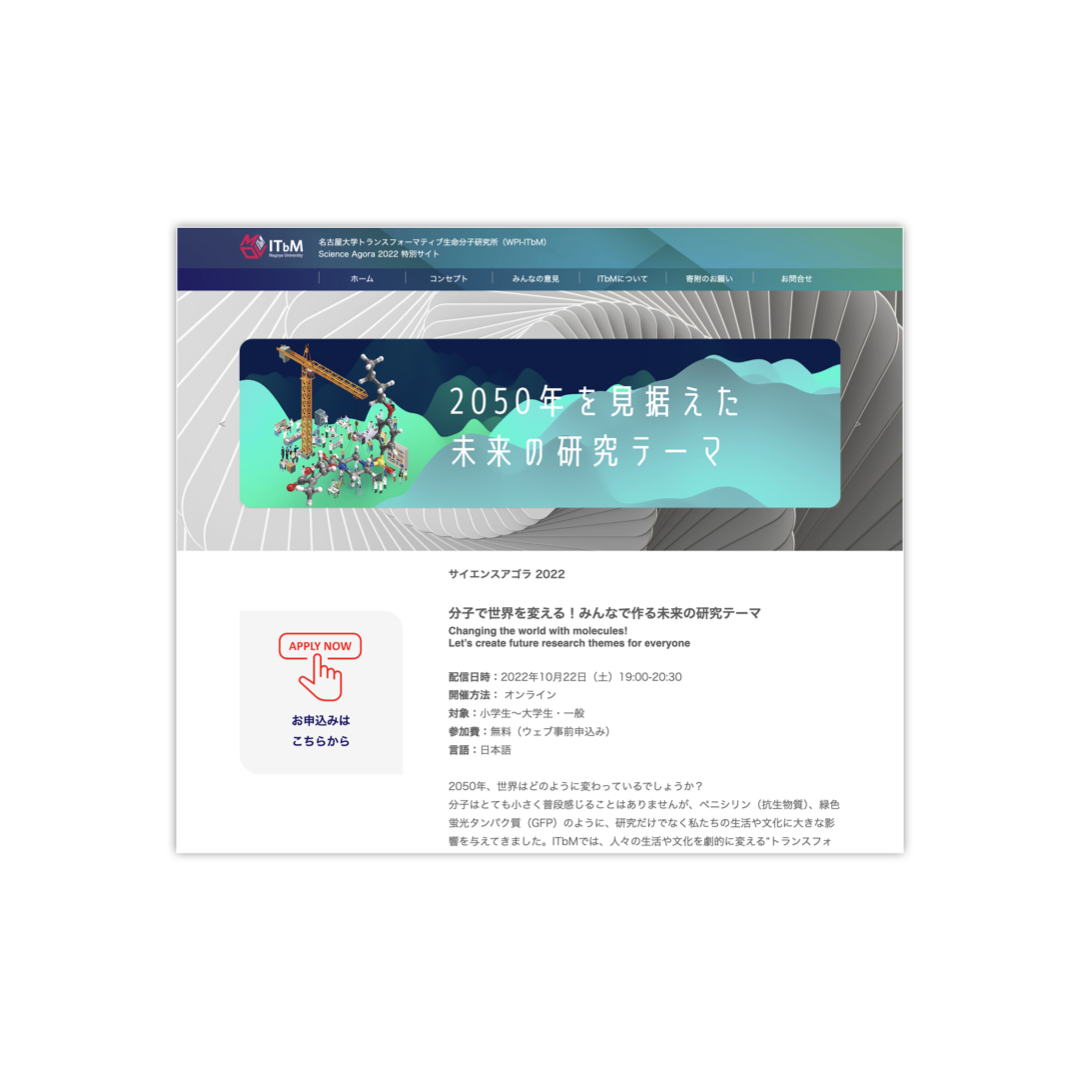 ITbM
Nagoya University
名古屋大学トランスフォーマティブ生命分子研究所（WPI-ITbM）
Science Agora 2022 特別サイト
ホーム
コンセプト
みんなの意見
ITbMについて
寄附のお願い
お問合せ
2050年を見据えた
未来の研究テーマ
サイエンスアゴラ 2022
分子で世界を変える！みんなで作る未来の研究テーマ
Changing the world with molecules!
Let's create future research themes for everyone
APPLY NOW
お申込みは
こちらから
配信日時：2022年10月22日（土）19:00-20:30
開催方法： オンライン
対象：小学生〜大学生・一般
参加費：無料（ウェブ事前申込み）
言語：日本語
2050年、世界はどのように変わっているでしょうか？
分子はとても小さく普段感じることはありませんが、ペニシリン（抗生物質）、緑色
蛍光タンパク質（GFP）のように、研究だけでなく私たちの生活や文化に大きな影
響を与えてきました。ITbMでは、人々の生活や文化を劇的に変える"トランスフォ